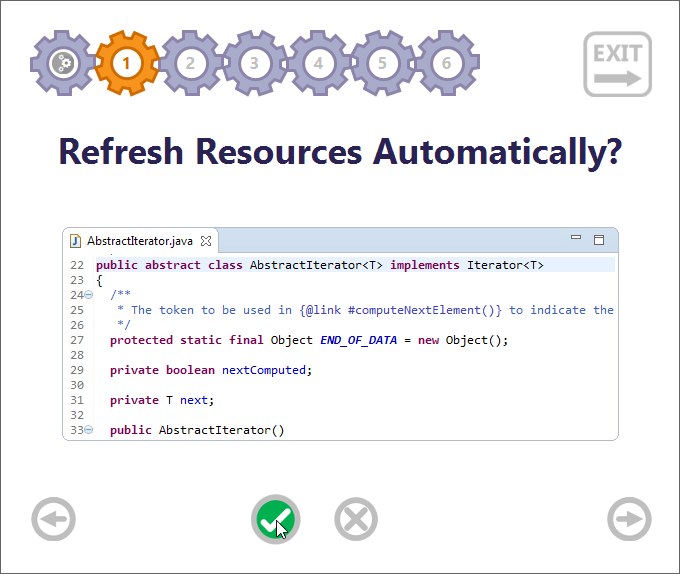 1 2 3 4 5 6
EXIT
Refresh Resources Automatically?
AbstractIterator.java
22 public abstract class AbstractIterator<T> implements Iterator<T>
23 {
24 /**
25 * The token to be used in {@link #computeNextElement()} to indicate the
26 */
27 protected static final Object END_OF_DATA = new Object();
28
29 private boolean nextComputed;
30
31 private T next;
32
33 public AbstractIterator()